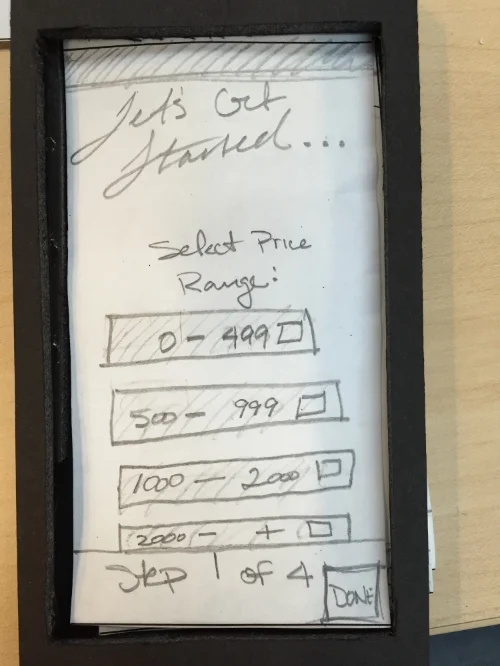 Let's Get
Started...
Select Price
Range:
0 - 499
500 - 999
1000 - 2000
2000 - +
Step 1 of 4
DONE